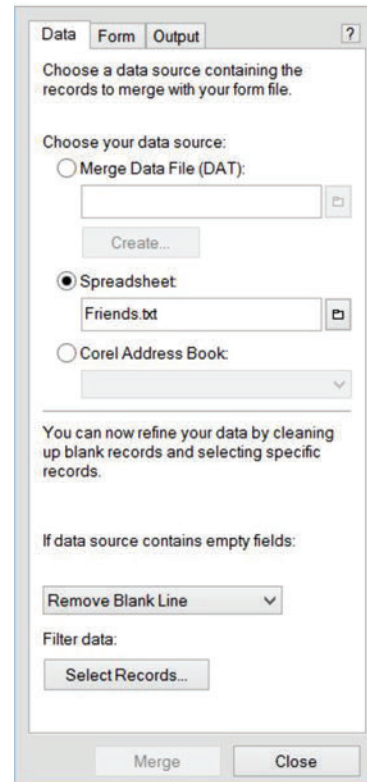 Data Form Output ?
Choose a data source containing the
records to merge with your form file.
Choose your data source:
Merge Data File (DAT):
Create...
Spreadsheet:
Friends.txt
Corel Address Book:
You can now refine your data by cleaning
up blank records and selecting specific
records.
If data source contains empty fields:
Remove Blank Line
Filter data:
Select Records...
Merge Close